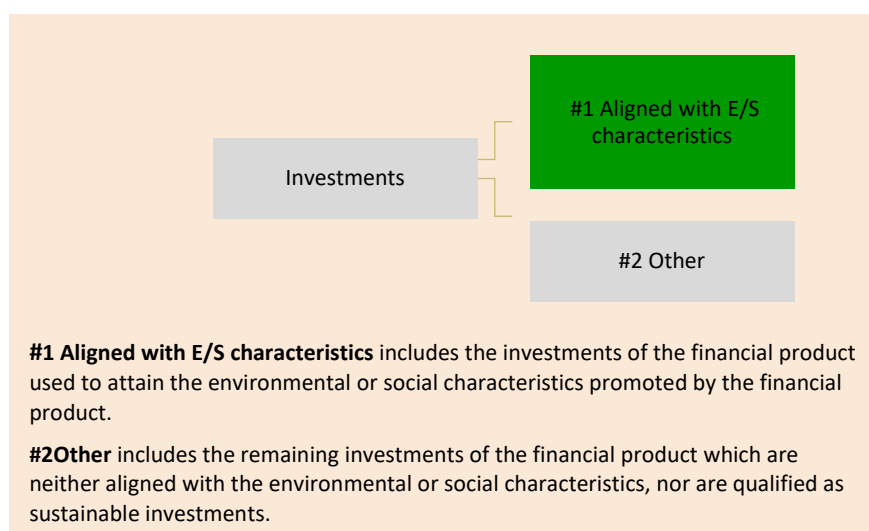 #1 Aligned with E/S
characteristics
Investments
#2 Other
#1 Aligned with E/S characteristics includes the investments of the financial product
used to attain the environmental or social characteristics promoted by the financial
product.
#2Other includes the remaining investments of the financial product which are
neither aligned with the environmental or social characteristics, nor are qualified as
sustainable investments.